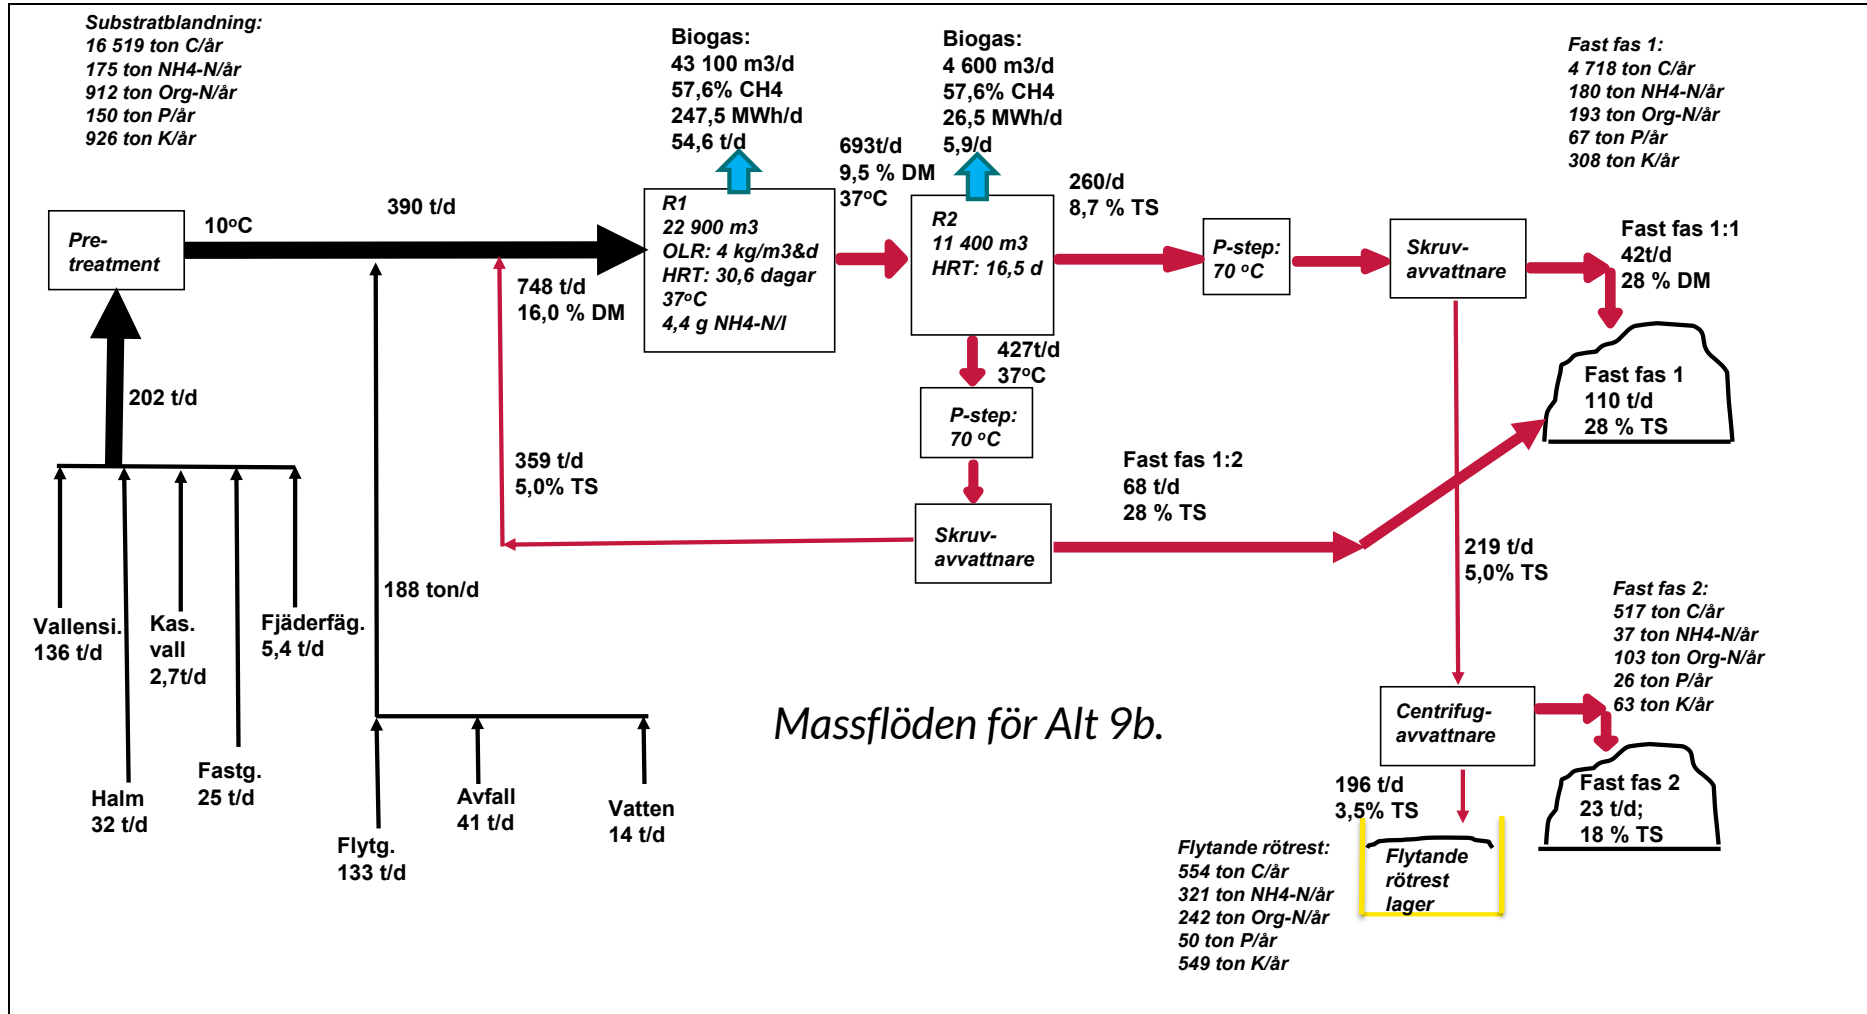 Substratblandning:
16 519 ton C/år
175 ton NH4-N/år
912 ton Org-N/år
150 ton P/år
926 ton K/år
Biogas:
43 100 m3/d
57,6% CH4
247,5 MWh/d
54,6 t/d
Biogas:
4 600 m3/d
57,6% CH4
26,5 MWh/d
5,9/d
Fast fas 1:
4 718 ton C/år
180 ton NH4-N/år
193 ton Org-N/år
67 ton P/år
308 ton K/år
693t/d
9,5 % DM
37ºC
260/d
8,7 % TS
Pre-
treatment
10ºC
390 t/d
R1
22 900 m3
OLR: 4 kg/m3&d
HRT: 30,6 dagar
37ºC
4,4 g NH4-N/l
R2
11 400 m3
HRT: 16,5 d
P-step:
70 ºC
Skruv-
avvattnare
Fast fas 1:1
42t/d
28 % DM
748 t/d
16,0 % DM
202 t/d
427t/d
37ºC
P-step:
70 ºC
Fast fas 1
110 t/d
28 % TS
359 t/d
5,0% TS
Fast fas 1:2
68 t/d
28 % TS
Skruv-
avvattnare
219 t/d
5,0% TS
188 ton/d
Vallensi.
136 t/d
Kas.
vall
2,7t/d
Fjäderfäg.
5,4 t/d
Fast fas 2:
517 ton C/år
37 ton NH4-N/år
103 ton Org-N/år
26 ton P/år
63 ton K/år
Massflöden för Alt 9b.
Centrifug-
avvattnare
Halm
32 t/d
Fastg.
25 t/d
Flytg.
133 t/d
Avfall
41 t/d
Vatten
14 t/d
196 t/d
3,5% TS
Fast fas 2
23 t/d;
18 % TS
Flytande rötrest:
554 ton C/år
321 ton NH4-N/år
242 ton Org-N/år
50 ton P/år
549 ton K/år
Flytande
rötrest
lager